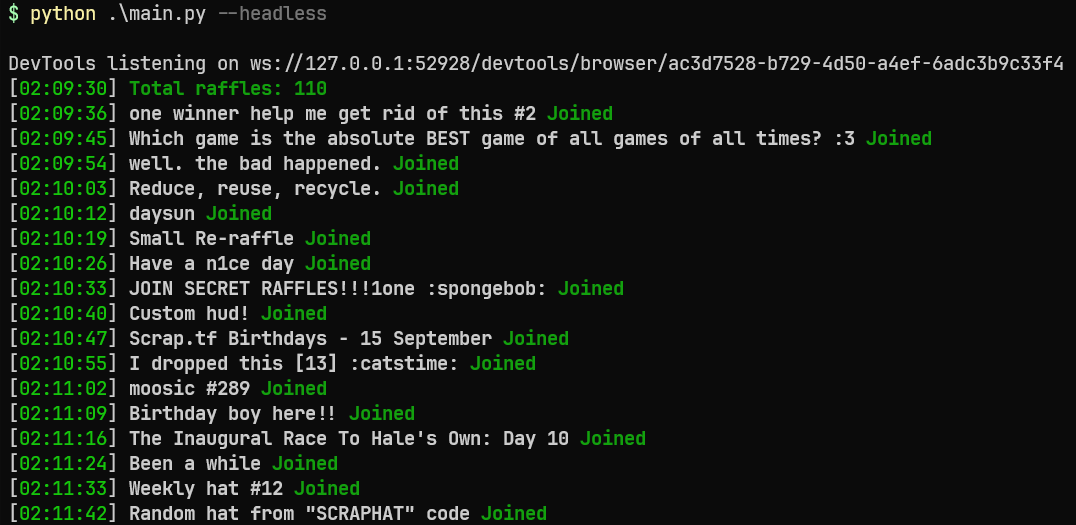 $ python .\main.py --headless
DevTools listening on ws://127.0.0.1:52928/devtools/browser/ac3d7528-b729-4d50-a4ef-6adc3b9c33f4
[02:09:30] Total raffles: 110
[02:09:36] one winner help me get rid of this #2 Joined
[02:09:45] Which game is the absolute BEST game of all games of all times? :3 Joined
[02:09:54] well. the bad happened. Joined
[02:10:03] Reduce, reuse, recycle. Joined
[02:10:12] daysun Joined
[02:10:19] Small Re-raffle Joined
[02:10:26] Have a n1ce day Joined
[02:10:33] JOIN SECRET RAFFLES!!!1one :spongebob: Joined
[02:10:40] Custom hud! Joined
[02:10:47] Scrap.tf Birthdays - 15 September Joined
[02:10:55] I dropped this [13] :catstime: Joined
[02:11:02] moosic #289 Joined
[02:11:09] Birthday boy here!! Joined
[02:11:16] The Inaugural Race To Hale's Own: Day 10 Joined
[02:11:24] Been a while Joined
[02:11:33] Weekly hat #12 Joined
[02:11:42] Random hat from "SCRAPHAT" code Joined